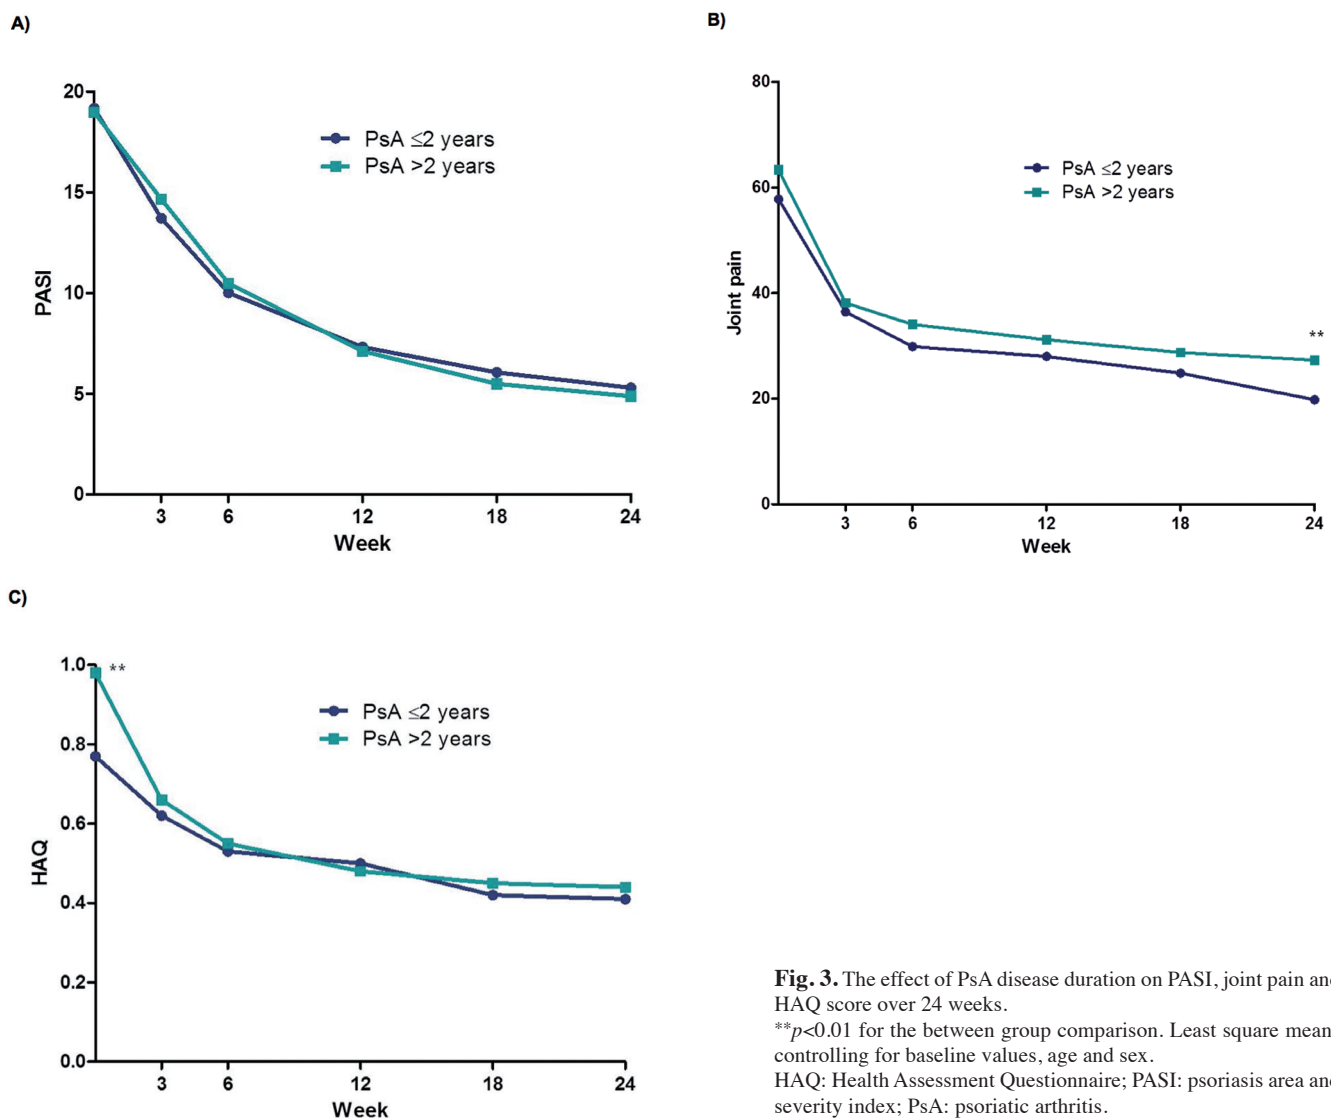 A)
20
15
10
5
0
PASI
PsA ≤2 years
PsA >2 years
3 6 12 18 24
Week
B)
80
60
40
20
0
Joint pain
PsA ≤2 years
PsA >2 years
**
3 6 12 18 24
Week
C)
1.0
0.8
0.6
0.4
0.2
0.0
HAQ
**
PsA ≤2 years
PsA >2 years
3 6 12 18 24
Week
Fig. 3. The effect of PsA disease duration on PASI, joint pain and
HAQ score over 24 weeks.
**p<0.01 for the between group comparison. Least square mean
controlling for baseline values, age and sex.
HAQ: Health Assessment Questionnaire; PASI: psoriasis area and
severity index; PsA: psoriatic arthritis.